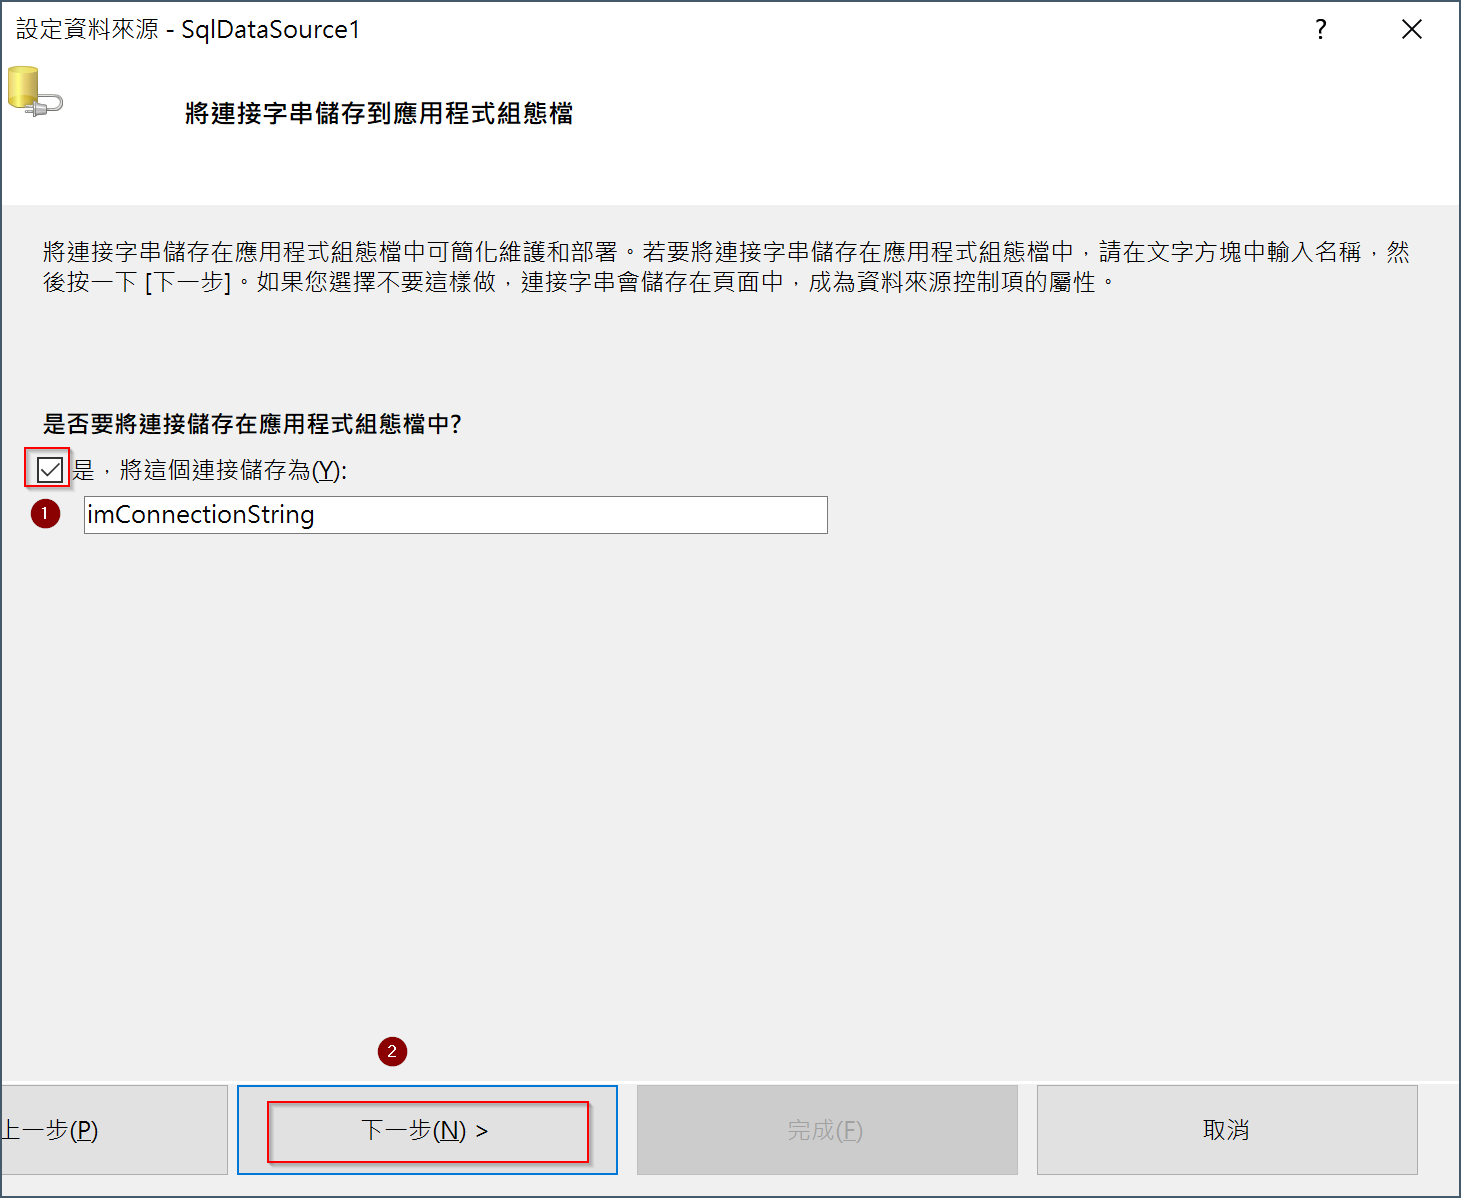 設定資料來源 - SqlDataSource1
?
將連接字串儲存到應用程式組態檔
將連接字串儲存在應用程式組態檔中可簡化維護和部署。若要將連接字串儲存在應用程式組態檔中，請在文字方塊中輸入名稱，然
後按一下 [下一步]。如果您選擇不要這樣做，連接字串會儲存在頁面中，成為資料來源控制項的屬性。
是否要將連接儲存在應用程式組態檔中?
是，將這個連接儲存為(Y):
1
imConnectionString
2
上一步(P)
下一步(N) >
完成(F)
取消